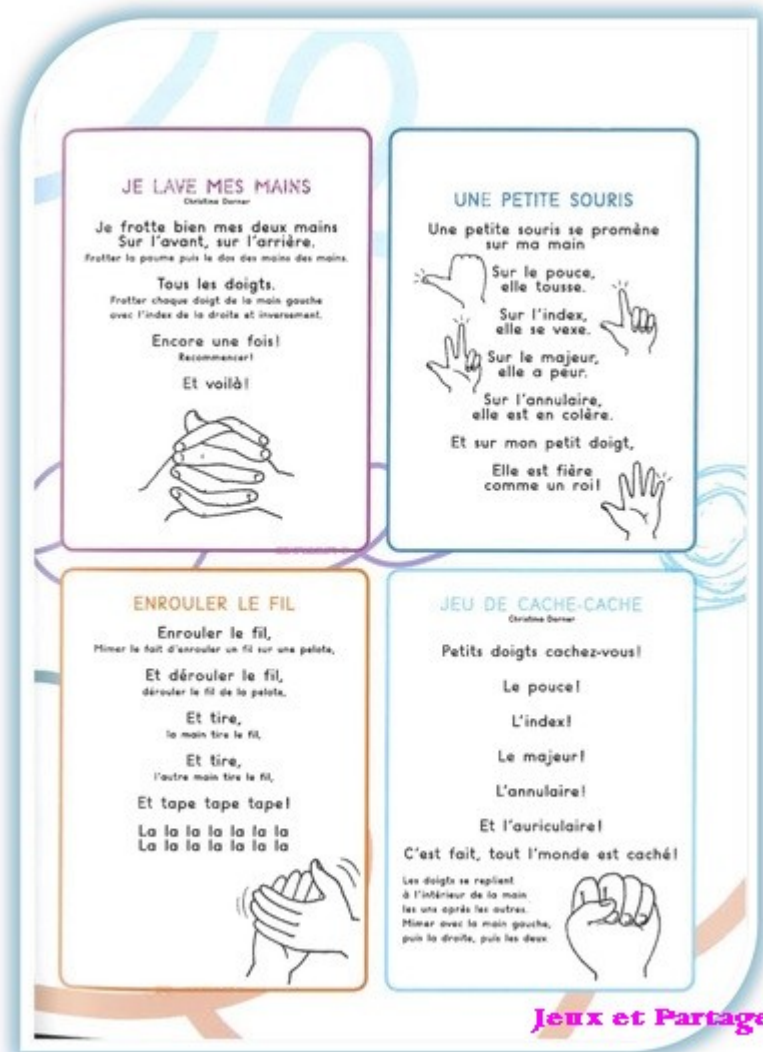 JE LAVE MES MAINS
Christine Dorner
Je frotte bien mes deux mains
Sur l'avant, sur l'arrière.
Frotter la paume puis le dos des mains des mains.
Tous les doigts.
Frotter chaque doigt de la main gauche
avec l'index de la droite et inversement.
Encore une fois!
Recommencer!
Et voilà!
UNE PETITE SOURIS
Une petite souris se promène
sur ma main
Sur le pouce,
elle tousse.
Sur l'index,
elle se vexe.
Sur le majeur,
elle a peur.
Sur l'annulaire,
elle est en colère.
Et sur mon petit doigt,
Elle est fière
comme un roi!
ENROULER LE FIL
Enrouler le fil,
Mimer le fait d'enrouler un fil sur une pelote,
Et dérouler le fil,
dérouler le fil de la pelote,
Et tire,
la main tire le fil,
Et tire,
l'autre main tire le fil,
Et tape tape tape!
La la la la la la la
La la la la la la la
JEU DE CACHE-CACHE
Christine Dorner
Petits doigts cachez-vous!
Le pouce!
L'index!
Le majeur!
L'annulaire!
Et l'auriculaire!
C'est fait, tout l'monde est caché!
Les doigts se replient
à l'intérieur de la main
les uns après les autres.
Mimer avec la main gauche,
puis la droite, puis les deux
Jeux et Partage